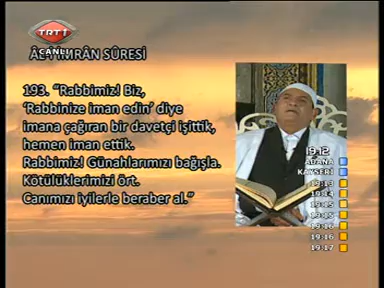 TRT 1
CANLI
ÂL-İ İMRÂN SÛRESİ
193. “Rabbimiz! Biz,
‘Rabbinize iman edin’ diye
imana çağıran bir davetçi işittik,
hemen iman ettik.
Rabbimiz! Günahlarımızı bağışla.
Kötülüklerimizi ört.
Canımızı iyilerle beraber al.”
19:12
ADANA
KAYSERİ
19:13
19:14
19:15
19:15
19:16
19:16
19:17